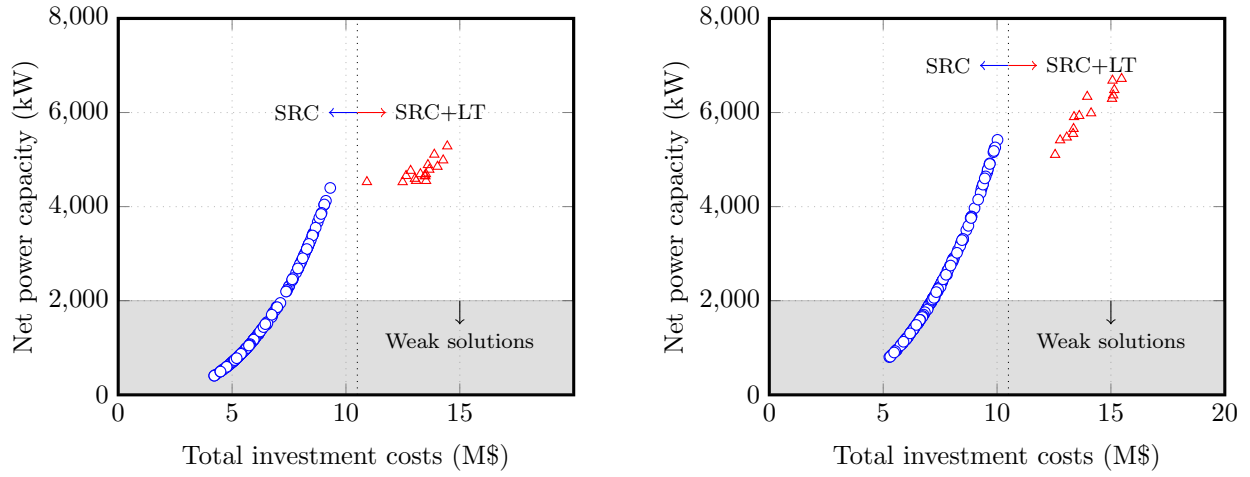 8,000
6,000
4,000
2,000
0
Net power capacity (kW)
SRC
SRC+LT
Weak solutions
0
5
10
15
Total investment costs (M$)
8,000
6,000
4,000
2,000
0
Net power capacity (kW)
SRC
SRC+LT
Weak solutions
0
5
10
15
20
Total investment costs (M$)